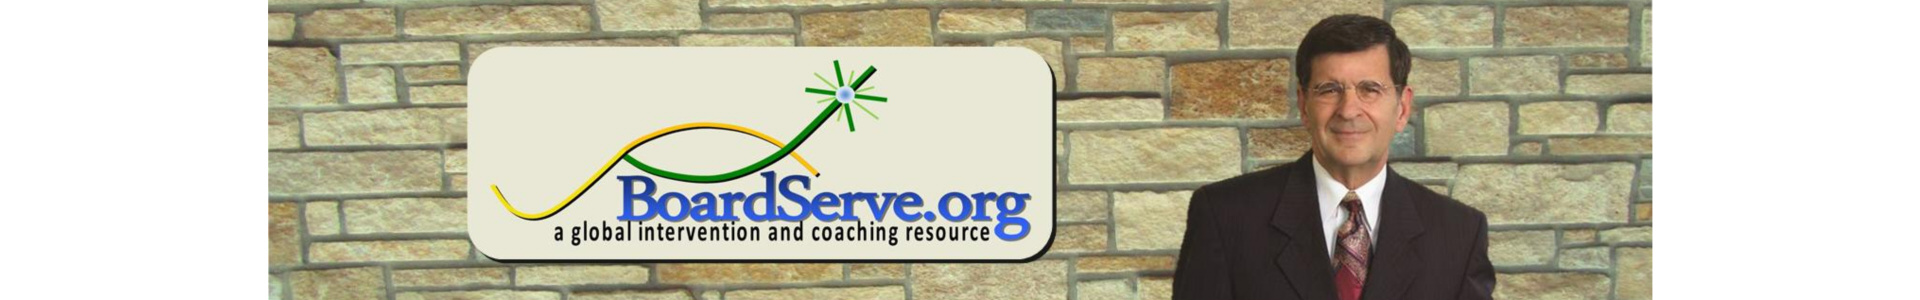 BoardServe.org
a global intervention and coaching resource